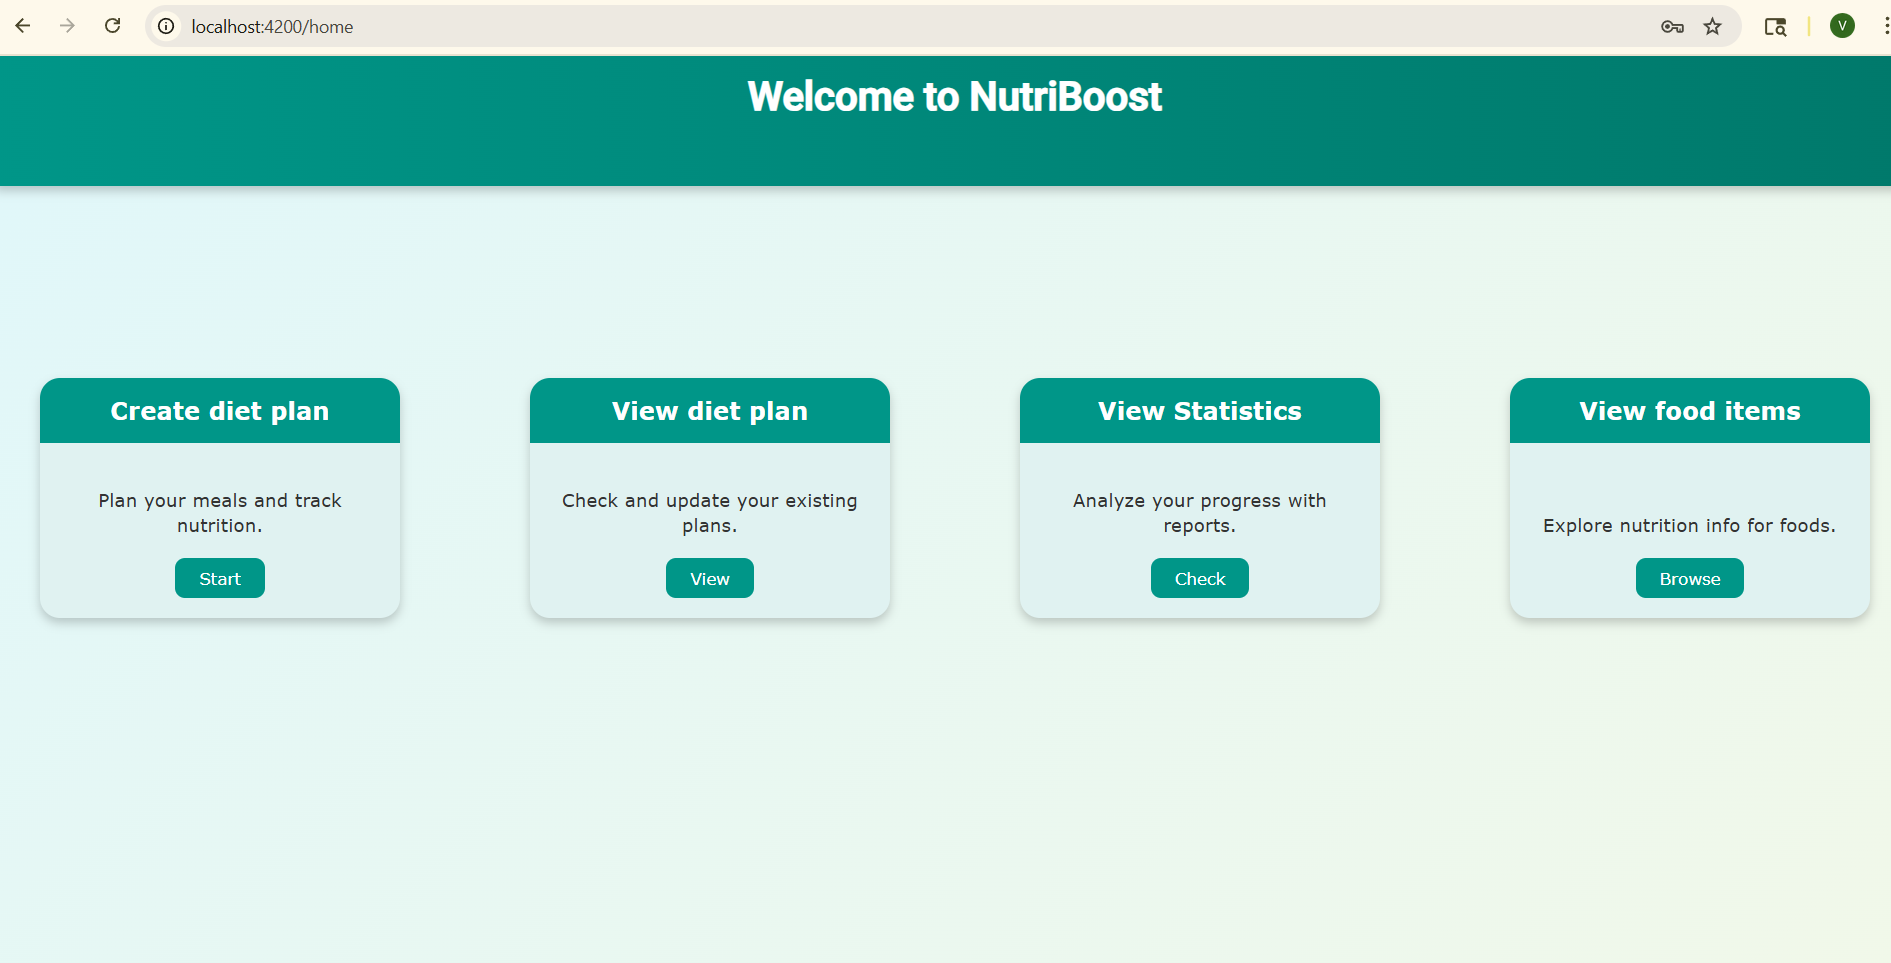 localhost:4200/home
V
Welcome to NutriBoost
Create diet plan
Plan your meals and track
nutrition.
Start
View diet plan
Check and update your existing
plans.
View
View Statistics
Analyze your progress with
reports.
Check
View food items
Explore nutrition info for foods.
Browse